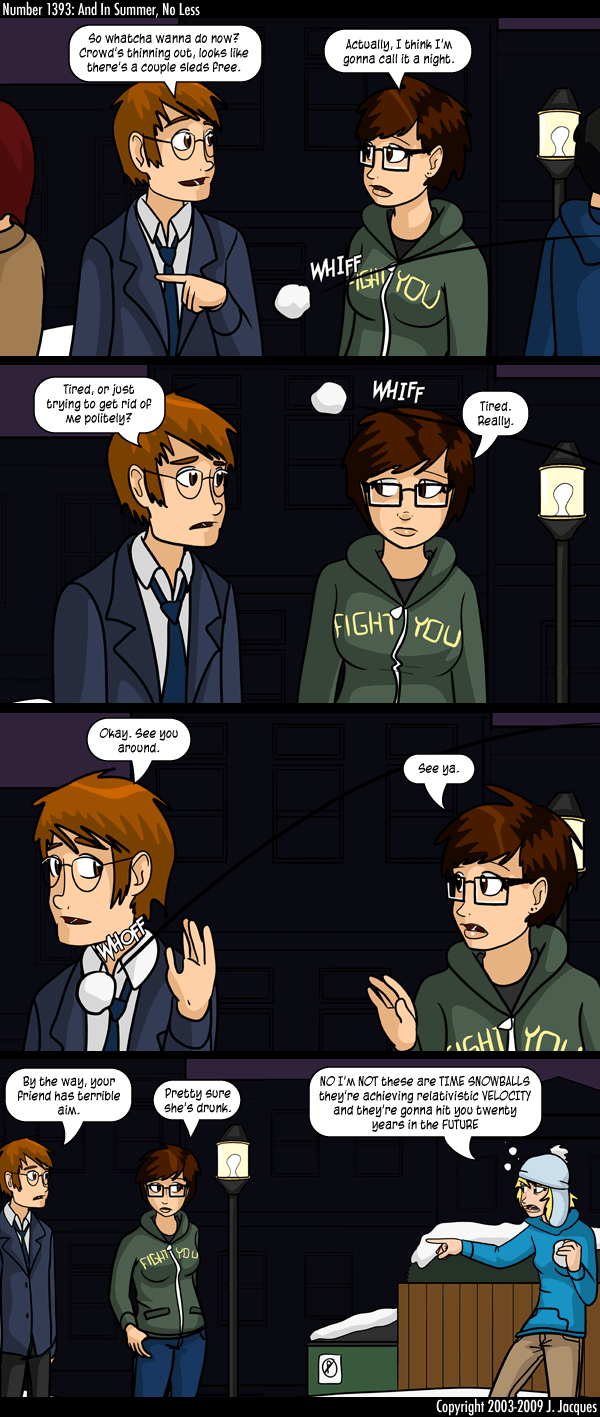 Number 1393: And In Summer, No Less
So whatcha wanna do now?
Crowd's thinning out, looks like
there's a couple sleds free.
Actually, I think I'm
gonna call it a night.
WHIFF
FIGHT YOU
Tired, or just
trying to get rid of
me politely?
WHIFF
Tired.
Really.
FIGHT YOU
Okay. See you
around.
See ya.
WHOFF
FIGHT YOU
By the way, your
friend has terrible
aim.
Pretty sure
she's drunk.
NO I'M NOT these are TIME SNOWBALLS
they're achieving relativistic VELOCITY
and they're gonna hit you twenty
years in the FUTURE
FIGHT YOU
Copyright 2003-2009 J. Jacques